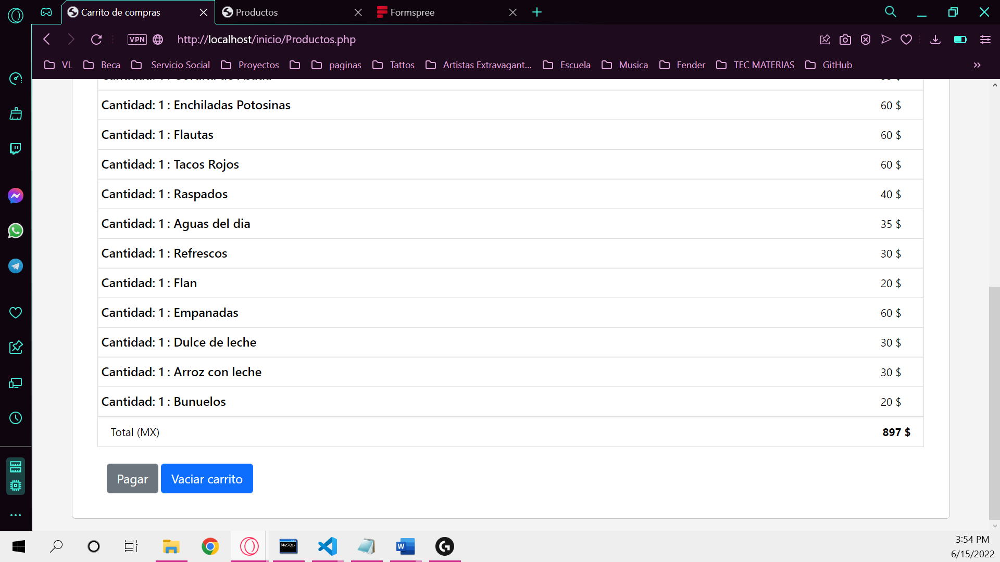 Carrito de compras
Productos
Formspree
VPN
http://localhost/inicio/Productos.php
VL
Beca
Servicio Social
Proyectos
paginas
Tattos
Artistas Extravagant...
Escuela
Musica
Fender
TEC MATERIAS
GitHub
Cantidad: 1 : Enchiladas Potosinas 60 $
Cantidad: 1 : Flautas 60 $
Cantidad: 1 : Tacos Rojos 60 $
Cantidad: 1 : Raspados 40 $
Cantidad: 1 : Aguas del dia 35 $
Cantidad: 1 : Refrescos 30 $
Cantidad: 1 : Flan 20 $
Cantidad: 1 : Empanadas 60 $
Cantidad: 1 : Dulce de leche 30 $
Cantidad: 1 : Arroz con leche 30 $
Cantidad: 1 : Bunuelos 20 $
Total (MX) 897 $
Pagar
Vaciar carrito
MySQL>
3:54 PM
6/15/2022